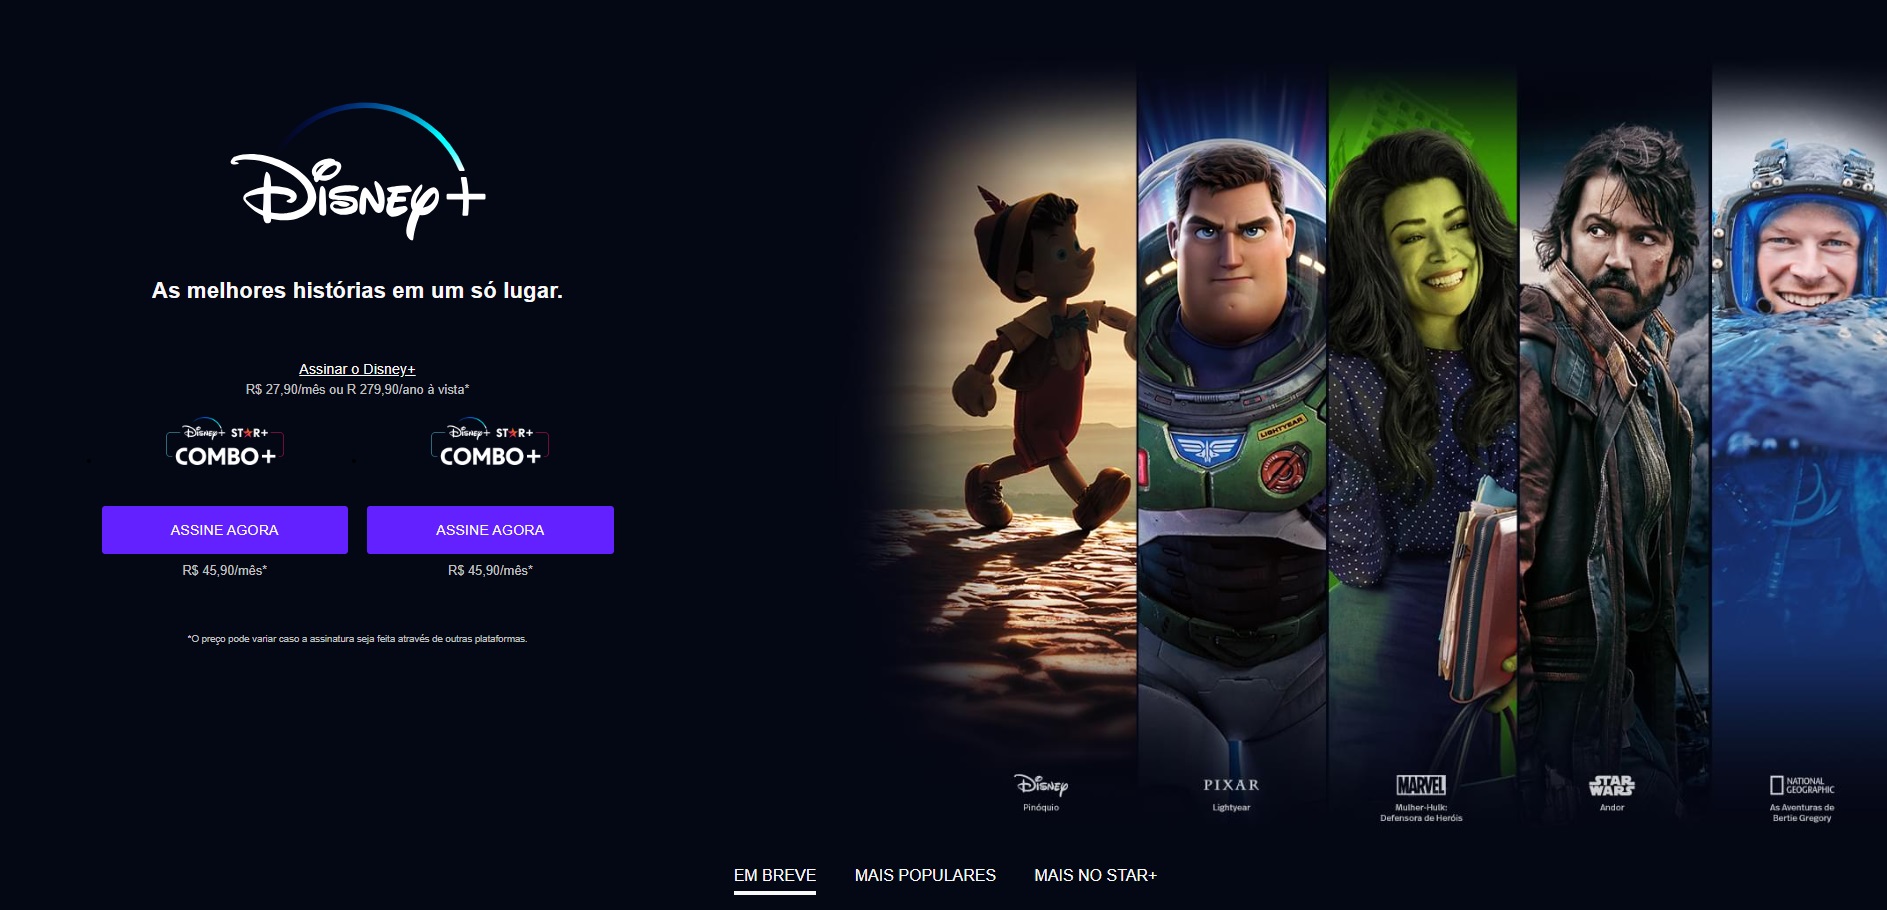 Disney+
As melhores histórias em um só lugar.
Assinar o Disney+
R$ 27,90/mês ou R 279,90/ano à vista*
Disney+ STAR+
COMBO+
Disney+ STAR+
COMBO+
ASSINE AGORA
ASSINE AGORA
R$ 45,90/mês*
R$ 45,90/mês*
*O preço pode variar caso a assinatura seja feita através de outras plataformas.
LIGHTYEAR
Disney
Pinóquio
PIXAR
Lightyear
MARVEL
Mulher-Hulk:
Defensora de Heróis
STAR
WARS
Andor
NATIONAL
GEOGRAPHIC
As Aventuras de
Bertie Gregory
EM BREVE
MAIS POPULARES
MAIS NO STAR+